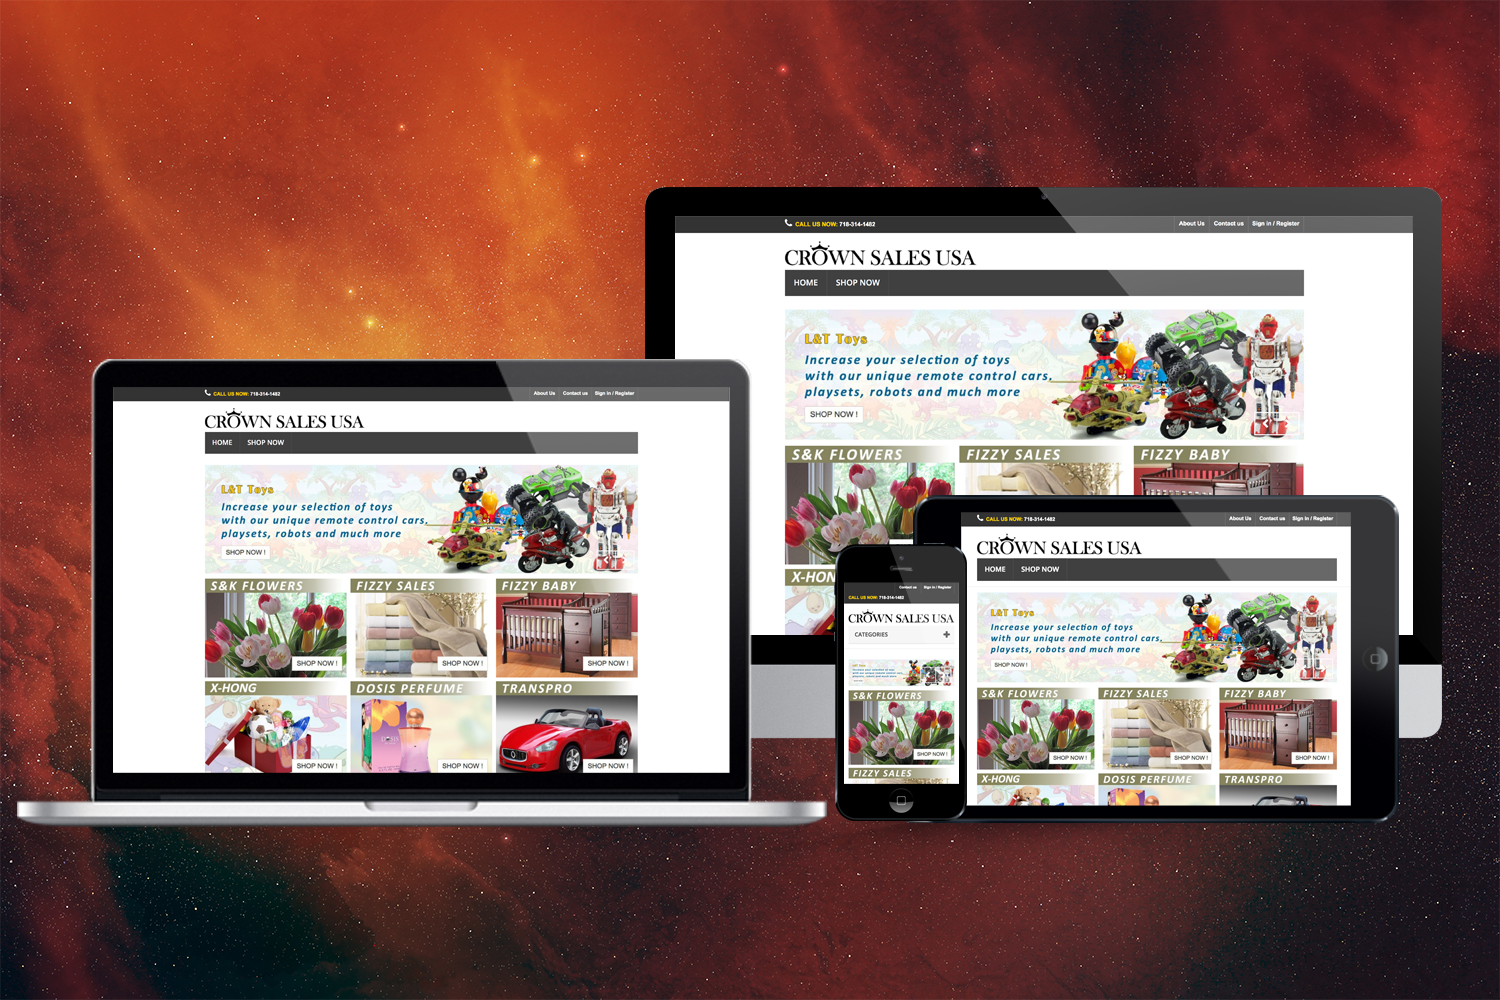 CALL US NOW: 718-314-1482
About Us
Contact us
Sign in / Register
CROWN SALES USA
HOME
SHOP NOW
L&T Toys
Increase your selection of toys
with our unique remote control cars,
playsets, robots and much more
SHOP NOW !
S&K FLOWERS
FIZZY SALES
FIZZY BABY
X-HON
CALL US NOW: 718-314-1482
About Us
Contact us
Sign in / Register
CROWN SALES USA
HOME
SHOP NOW
L&T Toys
Increase your selection of toys
with our unique remote control cars,
playsets, robots and much more
SHOP NOW !
S&K FLOWERS
FIZZY SALES
FIZZY BABY
SHOP NOW !
SHOP NOW !
SHOP NOW !
X-HONG
DOSIS PERFUME
TRANSPRO
SHOP NOW !
SHOP NOW !
SHOP NOW !
Contact us
Sign in / Register
CALL US NOW: 718-314-1482
CROWN SALES USA
CATEGORIES
S&K FLOWERS
SHOP NOW !
FIZZY SALES
CALL US NOW: 718-314-1482
About Us
Contact us
Sign in / Register
CROWN SALES USA
HOME
SHOP NOW
L&T Toys
Increase your selection of toys
with our unique remote control cars,
playsets, robots and much more
SHOP NOW !
S&K FLOWERS
FIZZY SALES
FIZZY BABY
SHOP NOW !
SHOP NOW !
SHOP NOW !
X-HONG
DOSIS PERFUME
TRANSPRO